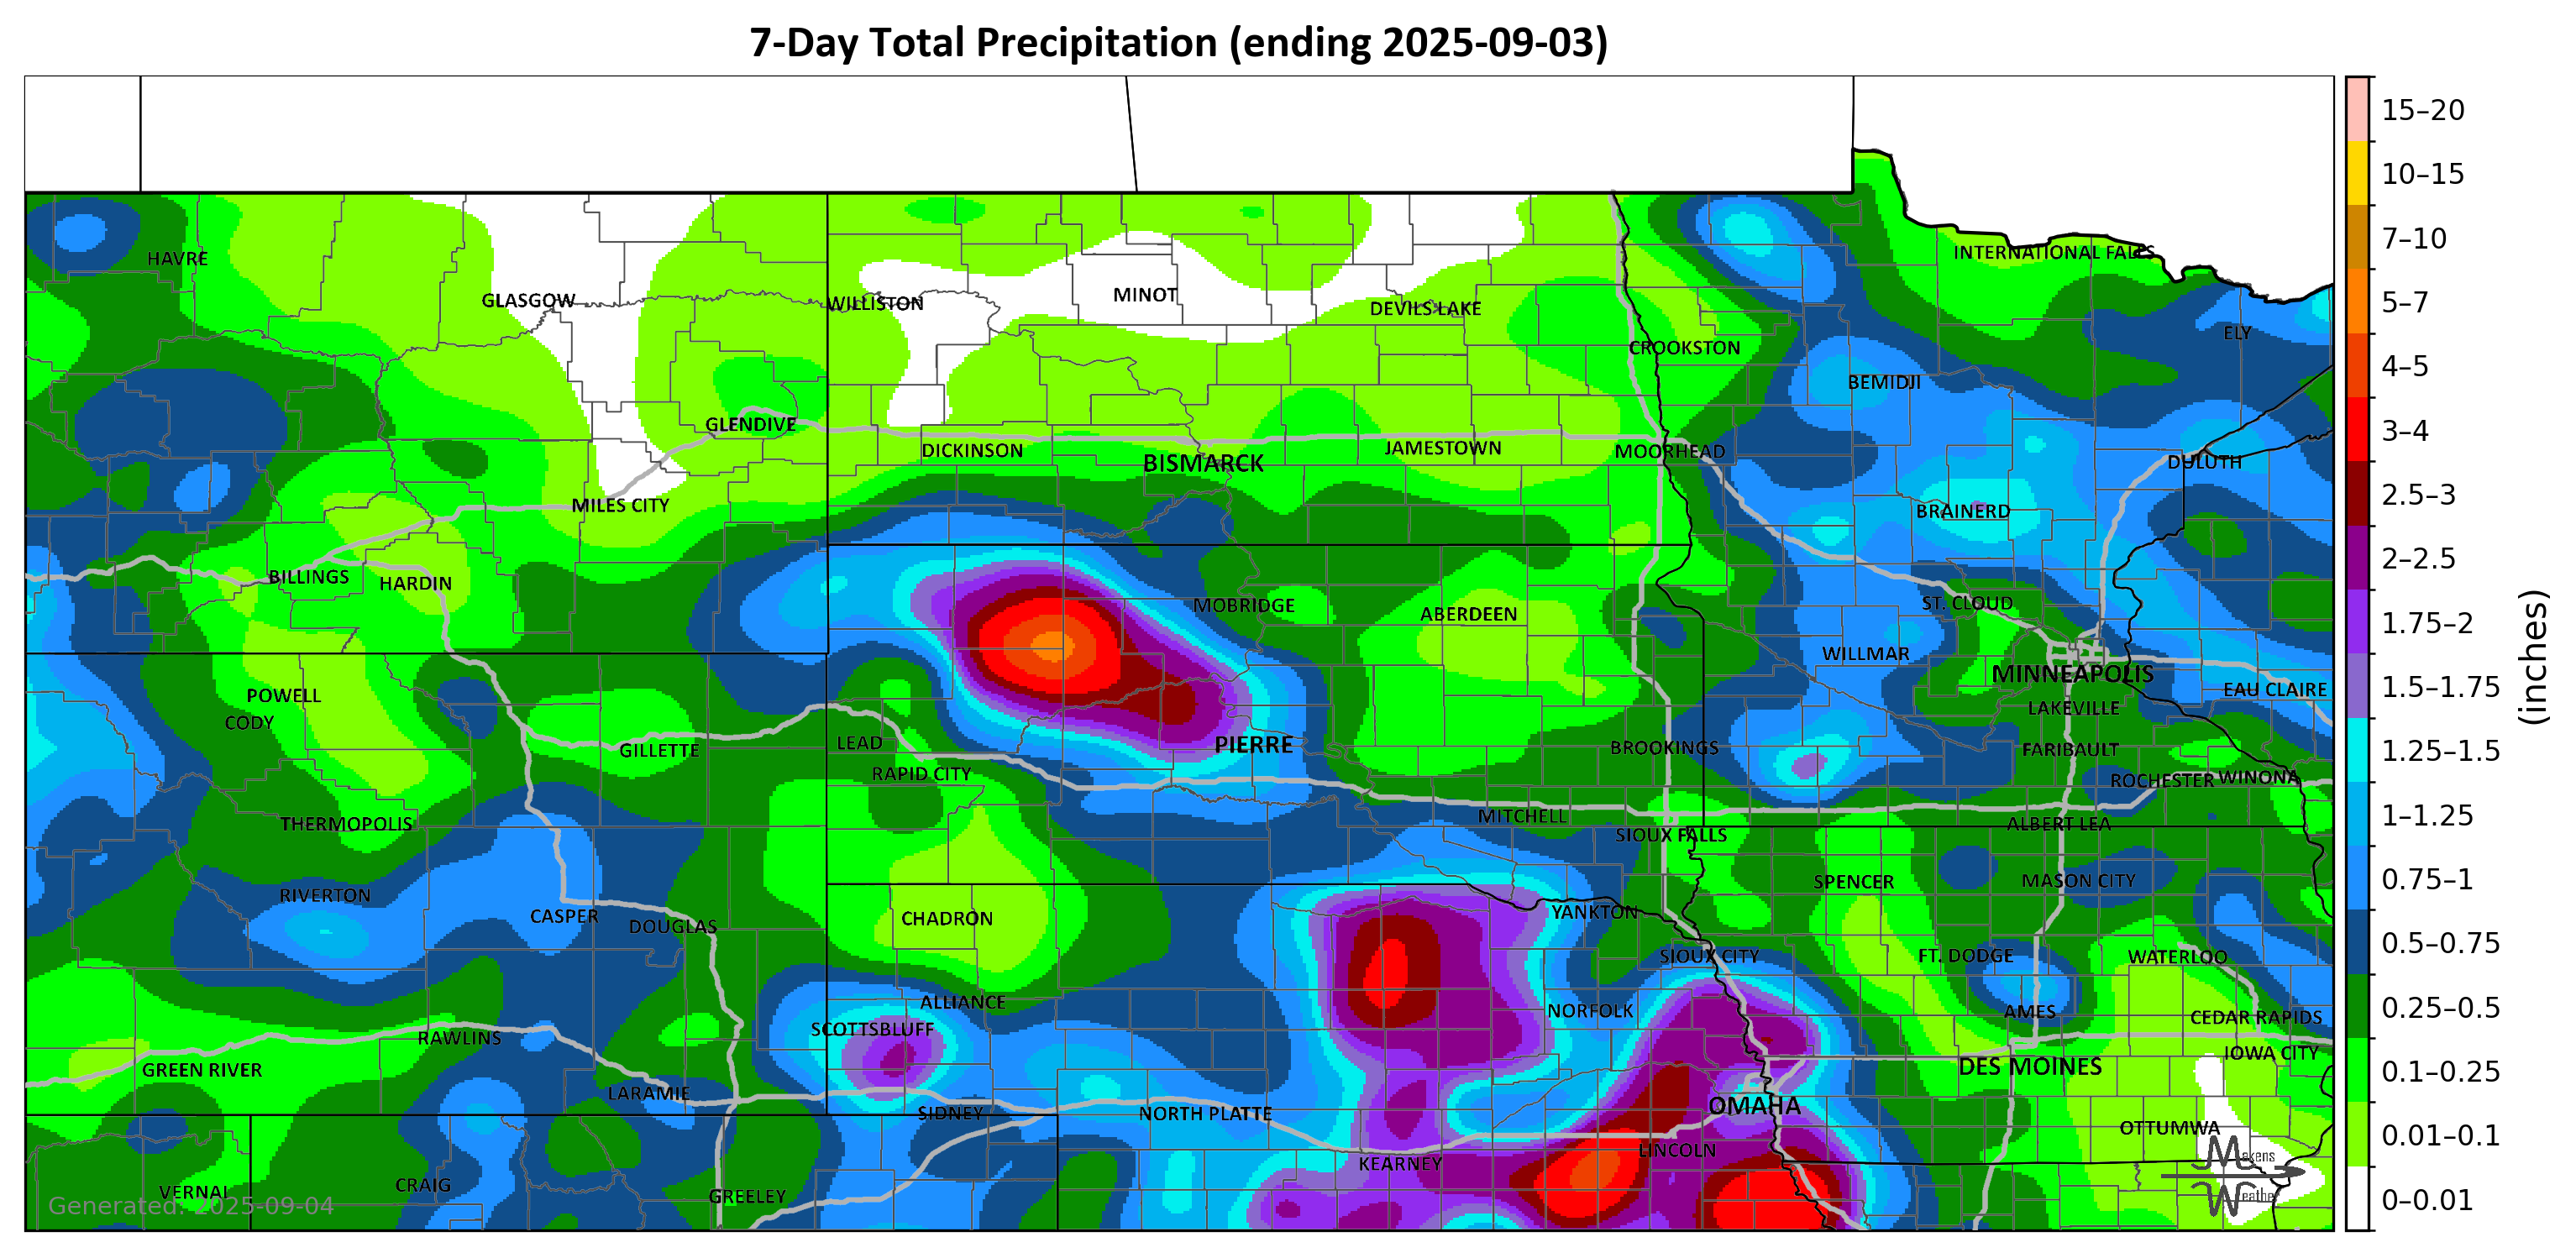 7-Day Total Precipitation (ending 2025-09-03)
15–20
10–15
7–10
5–7
4–5
3–4
2.5–3
2–2.5
1.75–2
1.5–1.75
1.25–1.5
1–1.25
0.75–1
0.5–0.75
0.25–0.5
0.1–0.25
0.01–0.1
0–0.01
(inches)
HAVRE
INTERNATIONAL FALLS
GLASGOW
WILLISTON
MINOT
DEVILS LAKE
ELY
CROOKSTON
BEMIDJI
GLENDIVE
DICKINSON
BISMARCK
JAMESTOWN
MOORHEAD
DULUTH
MILES CITY
BRAINERD
BILLINGS
HARDIN
MOBRIDGE
ABERDEEN
ST. CLOUD
WILLMAR
MINNEAPOLIS
POWELL
EAU CLAIRE
CODY
LAKEVILLE
GILLETTE
LEAD
PIERRE
BROOKINGS
FARIBAULT
RAPID CITY
ROCHESTER
WINONA
THERMOPOLIS
MITCHELL
SIOUX FALLS
ALBERT LEA
RIVERTON
SPENCER
MASON CITY
CASPER
DOUGLAS
CHADRON
YANKTON
SIOUX CITY
FT. DODGE
WATERLOO
ALLIANCE
NORFOLK
AMES
CEDAR RAPIDS
SCOTTSBLUFF
RAWLINS
GREEN RIVER
DES MOINES
IOWA CITY
LARAMIE
SIDNEY
NORTH PLATTE
OMAHA
OTTUMWA
LINCOLN
KEARNEY
VERNAL
CRAIG
GREELEY
Makens
Weather
Generated: 2025-09-04